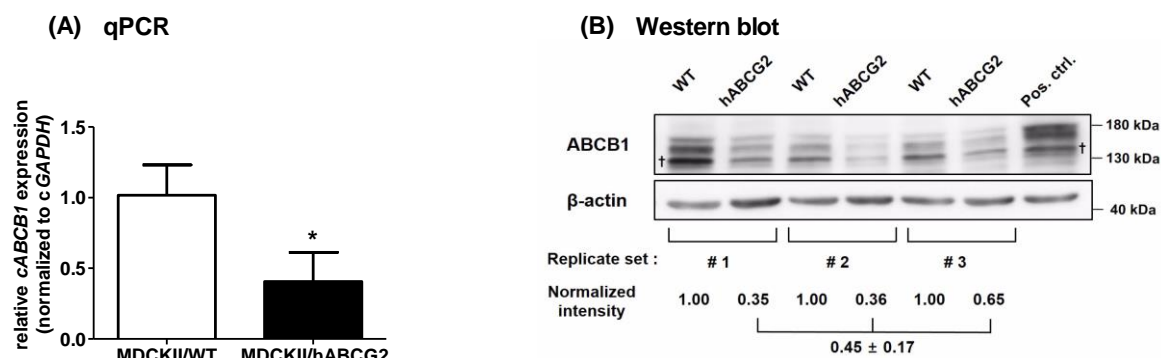 (A) qPCR
relative cABCB1 expression
(normalized to cGAPDH)
1.5
1.0
0.5
0.0
*
MDCKII/WT MDCKII/hABCG2
(B) Western blot
WT hABCG2 WT hABCG2 WT hABCG2 Pos. ctrl.
ABCB1
† †
180 kDa
130 kDa
β-actin
40 kDa
Replicate set : # 1 # 2 # 3
Normalized
intensity
1.00 0.35 1.00 0.36 1.00 0.65
0.45 ± 0.17